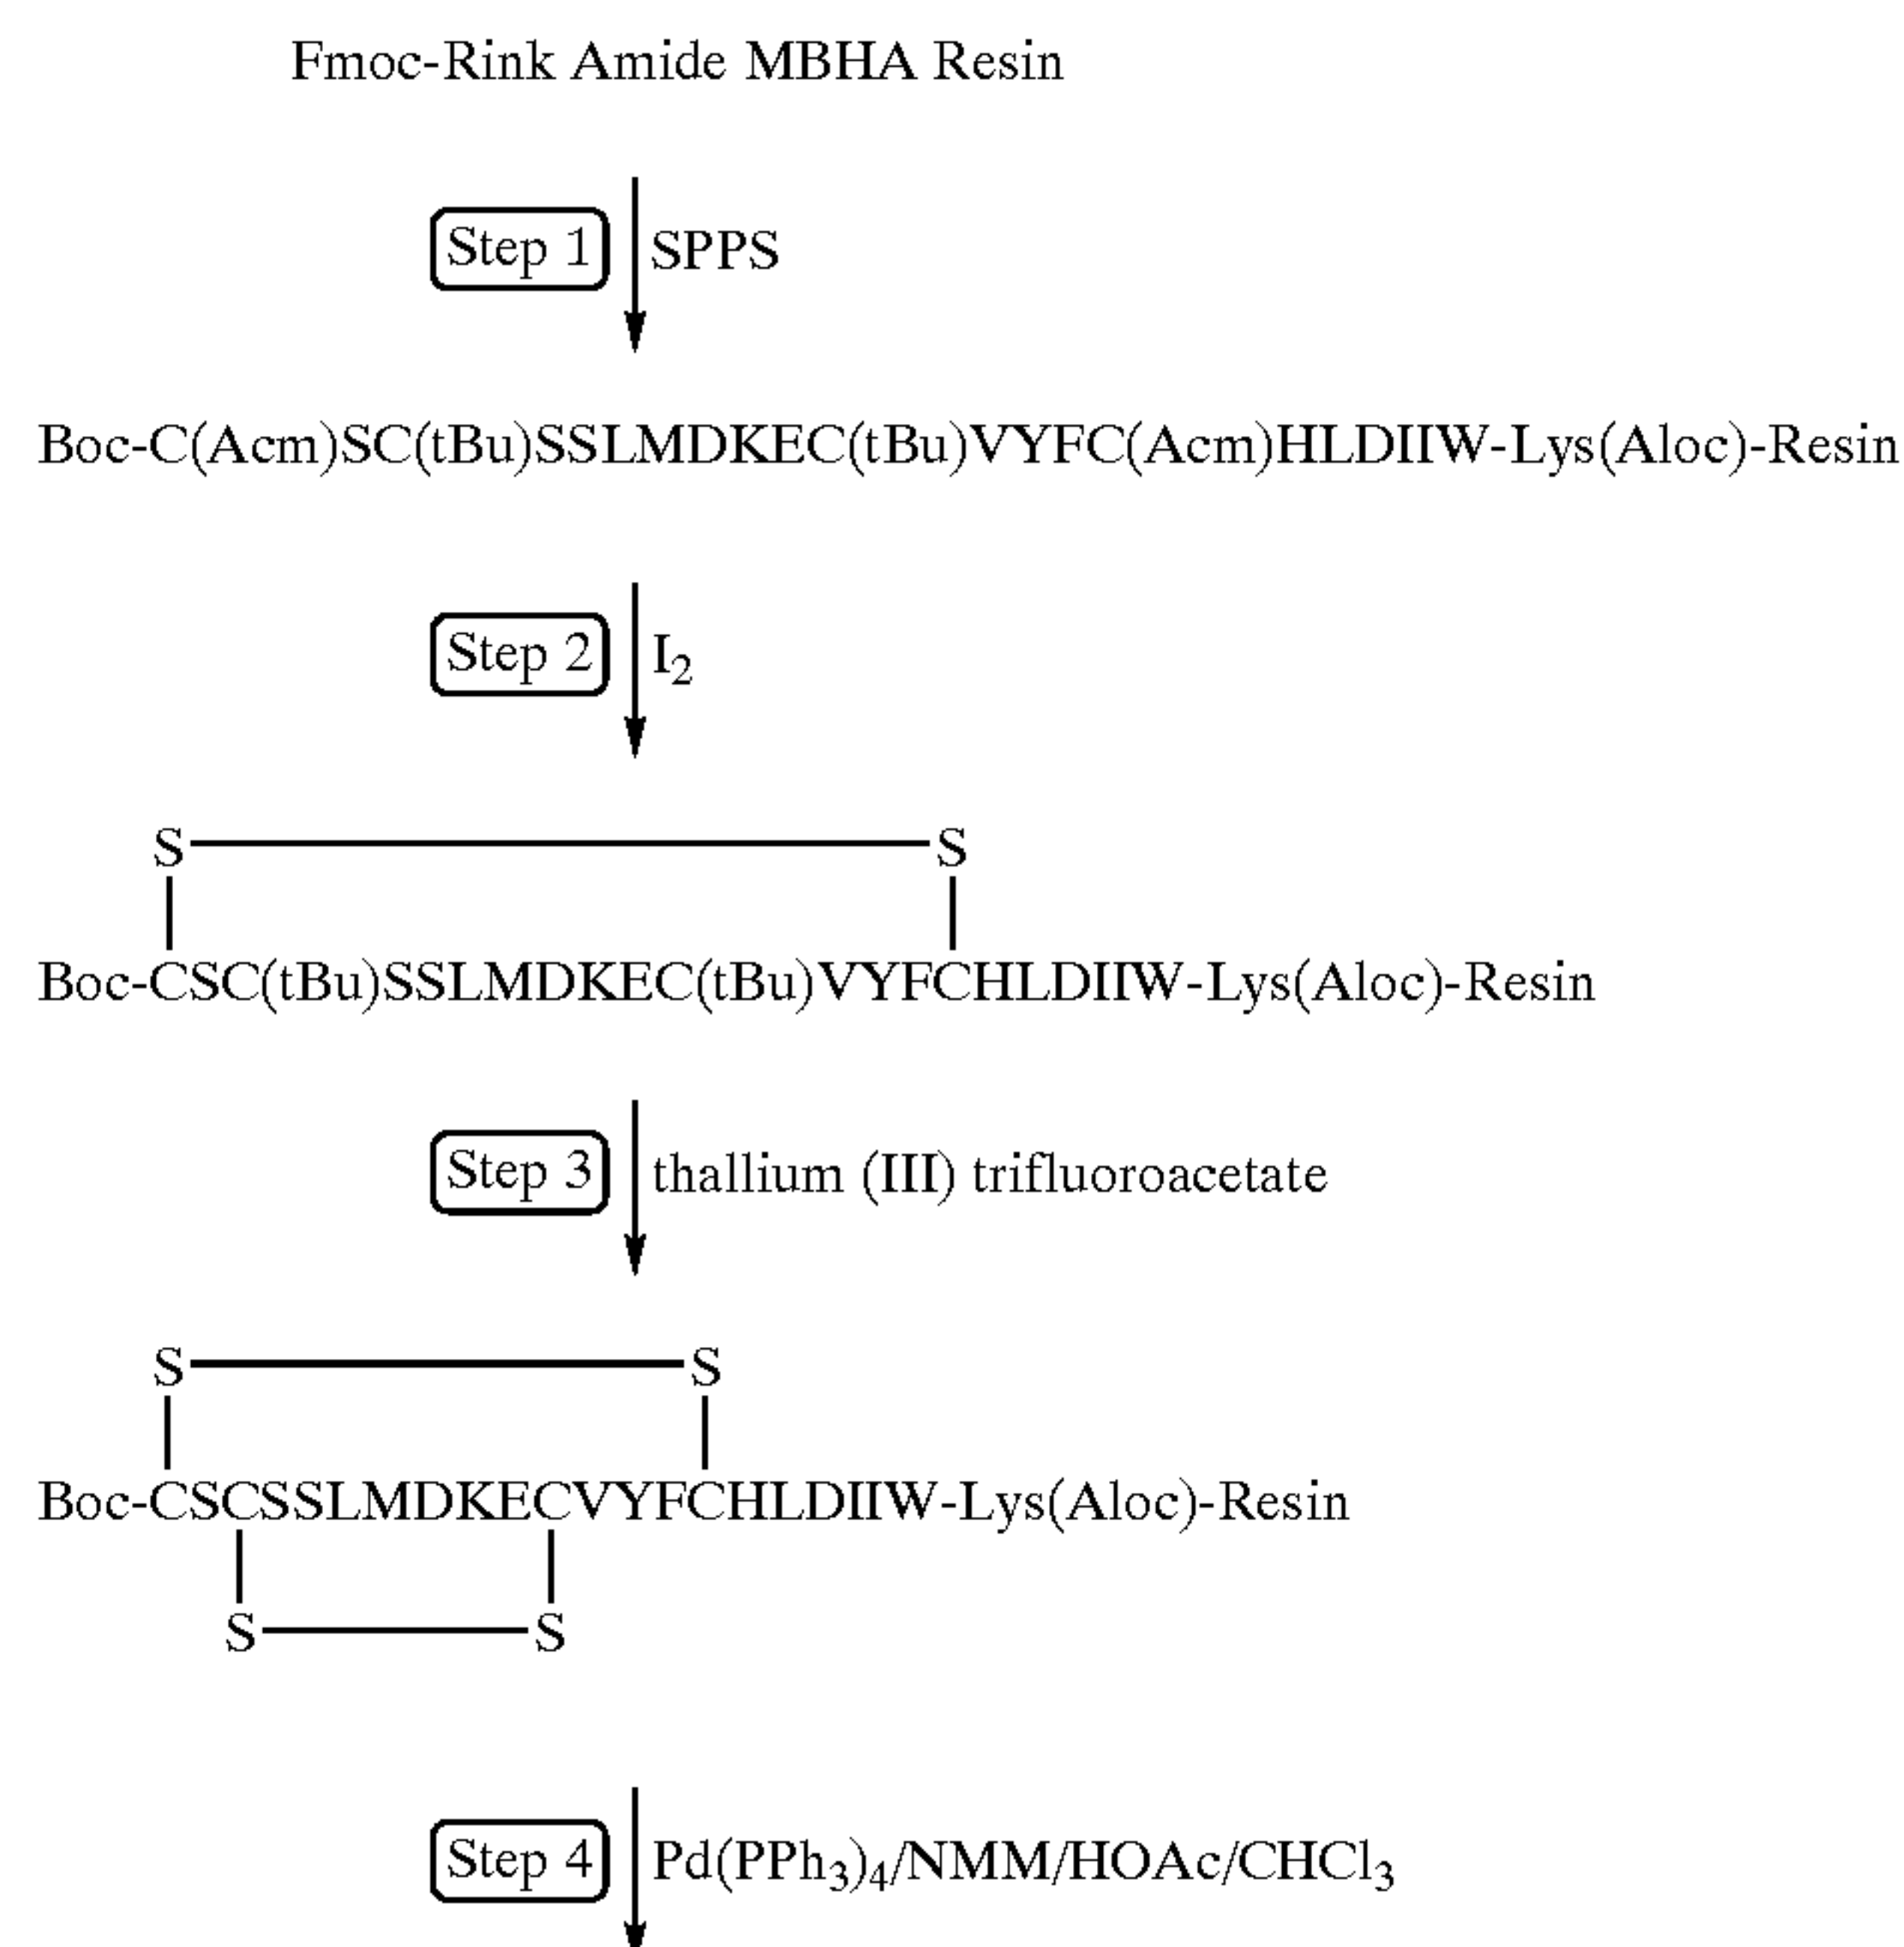 Fmoc-Rink Amide MBHA Resin
Step 1 SPPS
Boc-C(Acm)SC(tBu)SSLMDKEC(tBu)VYFC(Acm)HLDIIW-Lys(Aloc)-Resin
Step 2 I2
S S
Boc-CSC(tBu)SSLMDKEC(tBu)VYFCHLDIIW-Lys(Aloc)-Resin
Step 3 thallium (III) trifluoroacetate
S S
Boc-CSCSSLMDKECVYFCHLDIIW-Lys(Aloc)-Resin
S S
Step 4 Pd(PPh3)4/NMM/HOAc/CHCl3